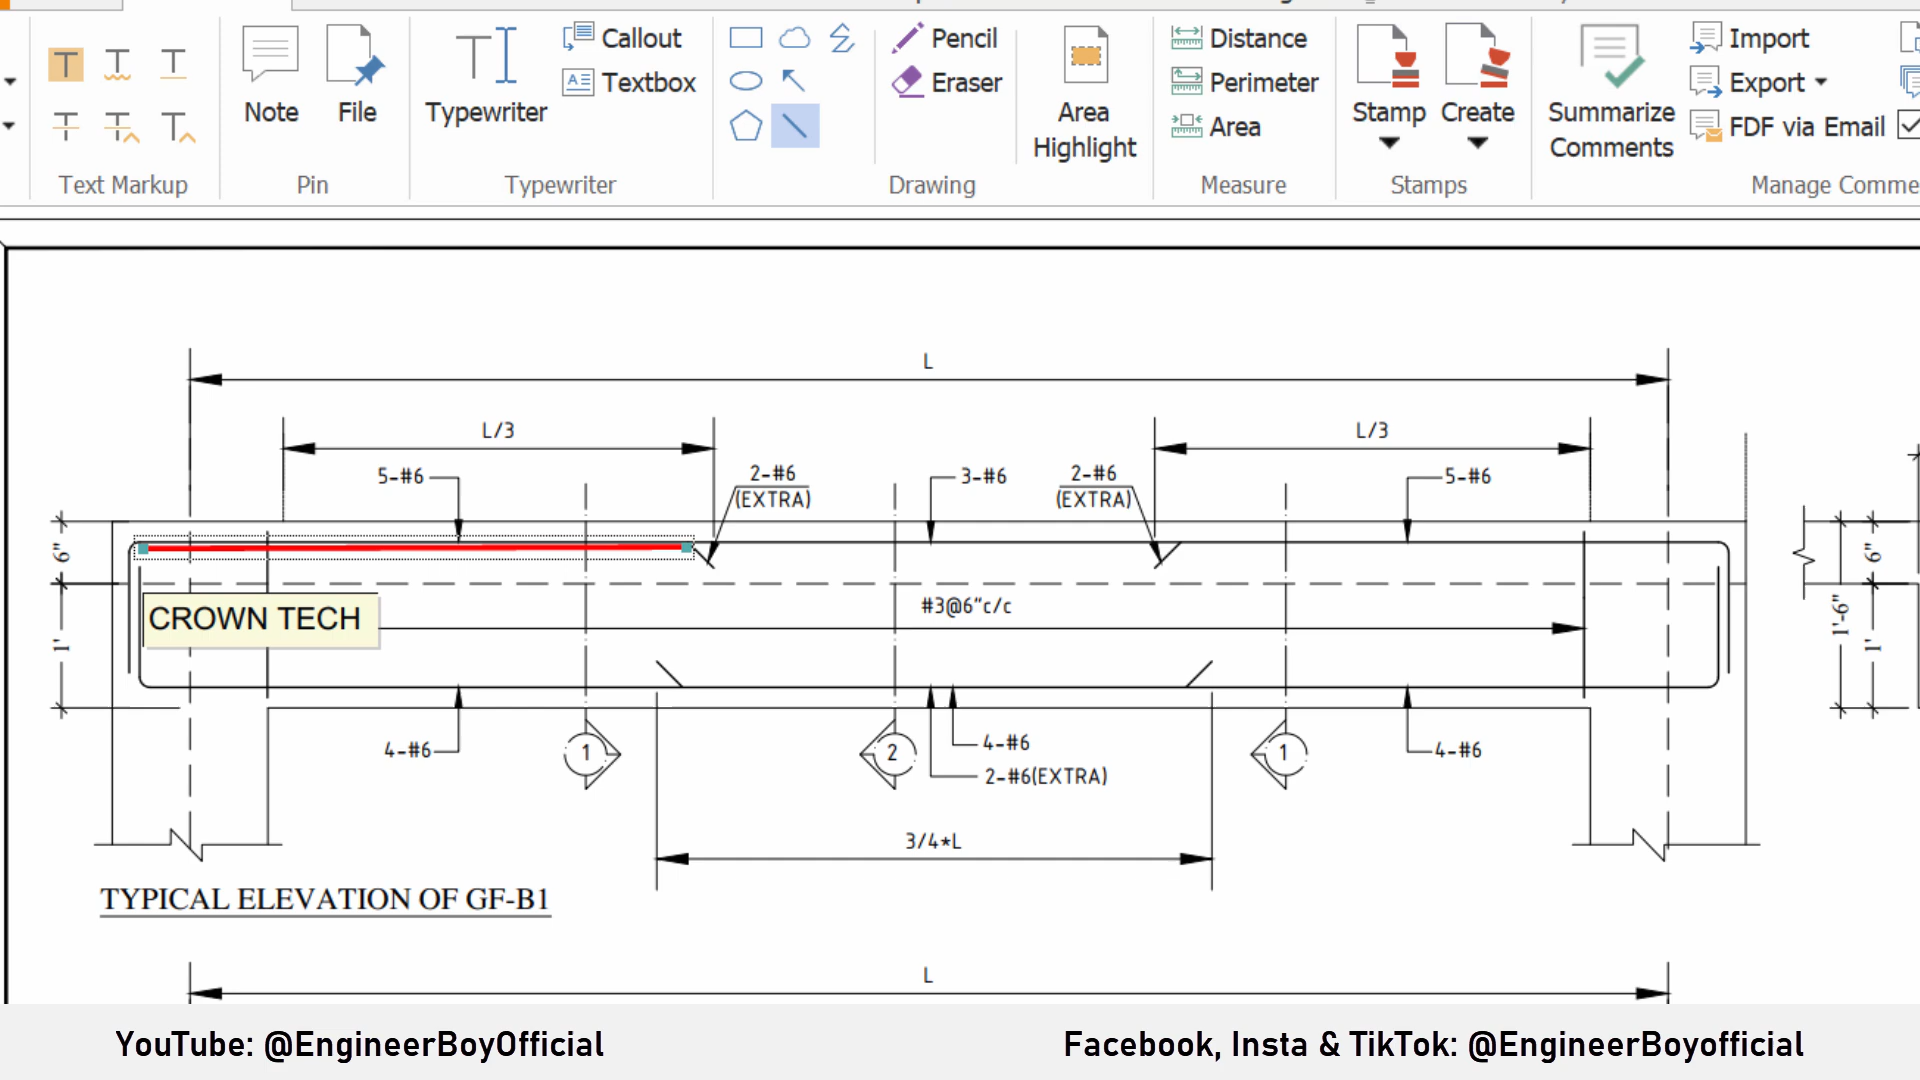 Callout
Textbox
Note
File
Typewriter
Pencil
Eraser
Area
Highlight
Distance
Perimeter
Area
Stamp
Create
Summarize
Comments
Import
Export
FDF via Email
Text Markup
Pin
Typewriter
Drawing
Measure
Stamps
Manage Comme
L
L/3
L/3
5-#6
2-#6
(EXTRA)
3-#6
2-#6
(EXTRA)
5-#6
6"
6"
CROWN TECH
#3@6"c/c
1'
1'-6"
1'
4-#6
1
2
4-#6
2-#6(EXTRA)
1
4-#6
3/4*L
TYPICAL ELEVATION OF GF-B1
L
YouTube: @EngineerBoyOfficial
Facebook, Insta & TikTok: @EngineerBoyofficial